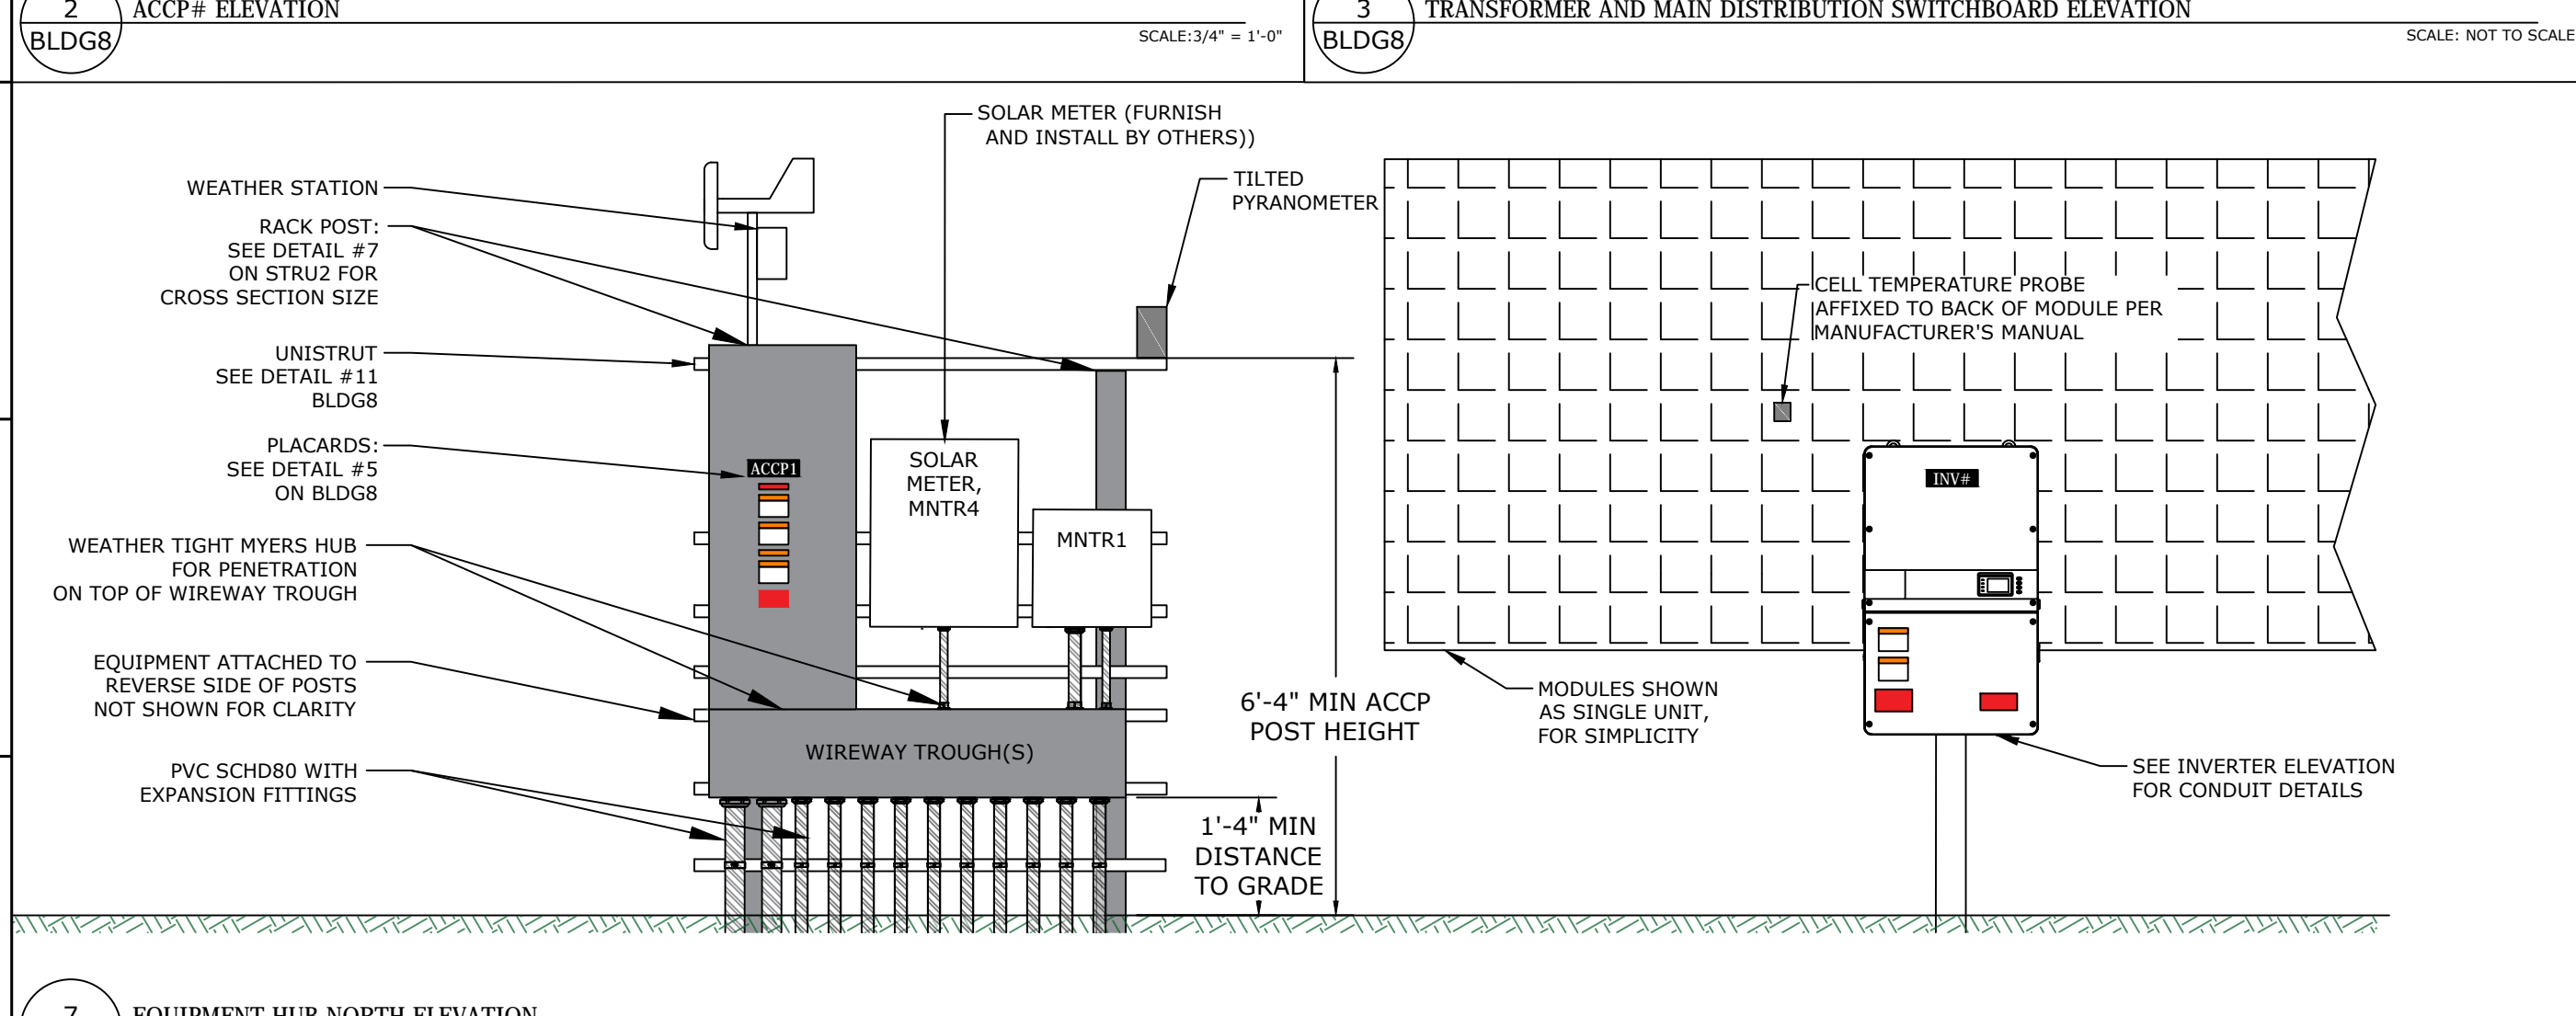 2
BLDG8
ACCP# ELEVATION
SCALE:3/4" = 1'-0"
3
BLDG8
TRANSFORMER AND MAIN DISTRIBUTION SWITCHBOARD ELEVATION
SCALE: NOT TO SCALE
SOLAR METER (FURNISH
AND INSTALL BY OTHERS))
WEATHER STATION
TILTED
PYRANOMETER
RACK POST:
SEE DETAIL #7
ON STRU2 FOR
CROSS SECTION SIZE
CELL TEMPERATURE PROBE
AFFIXED TO BACK OF MODULE PER
MANUFACTURER'S MANUAL
UNISTRUT
SEE DETAIL #11
BLDG8
PLACARDS:
SEE DETAIL #5
ON BLDG8
ACCP1
SOLAR
METER,
MNTR4
MNTR1
INV#
WEATHER TIGHT MYERS HUB
FOR PENETRATION
ON TOP OF WIREWAY TROUGH
EQUIPMENT ATTACHED TO
REVERSE SIDE OF POSTS
NOT SHOWN FOR CLARITY
6'-4" MIN ACCP
POST HEIGHT
MODULES SHOWN
AS SINGLE UNIT,
FOR SIMPLICITY
WIREWAY TROUGH(S)
PVC SCHD80 WITH
EXPANSION FITTINGS
SEE INVERTER ELEVATION
FOR CONDUIT DETAILS
1'-4" MIN
DISTANCE
TO GRADE
7
EQUIPMENT HUB NORTH ELEVATION